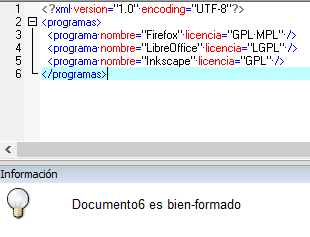 1 <?xml version="1.0" encoding="UTF-8"?>
2 <programas>
3 <programa nombre="Firefox" licencia="GPL MPL" />
4 <programa nombre="LibreOffice" licencia="LGPL" />
5 <programa nombre="Inkscape" licencia="GPL" />
6 </programas>
Información
Documento6 es bien-formado